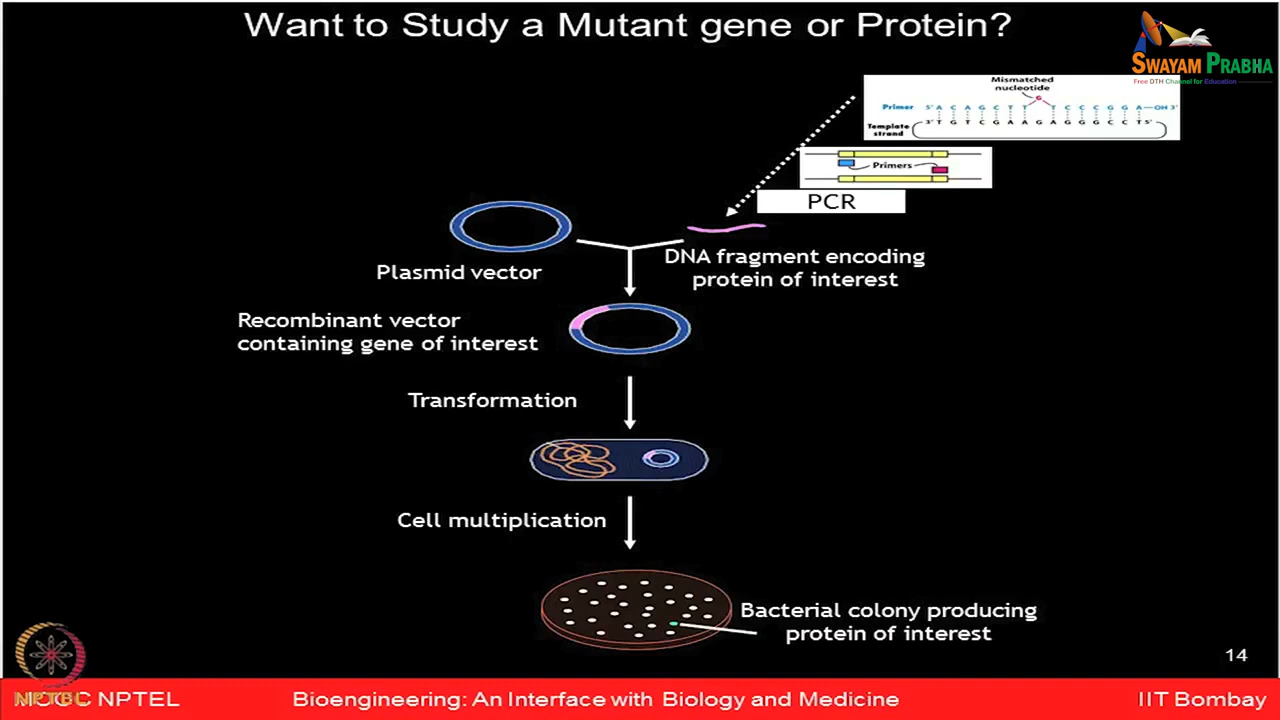 Want to Study a Mutant gene or Protein?
SWAYAM PRABHA
Free DTH Channel for Education
Mismatched
nucleotide
G
Primer 5' A C A G C T T T C C C G G A OH 3'
Template
strand
3' T G T C G A A G A G G G C C T 5'
Primers
PCR
Plasmid vector
DNA fragment encoding
protein of interest
Recombinant vector
containing gene of interest
Transformation
Cell multiplication
Bacterial colony producing
protein of interest
14
NPTEL
Bioengineering: An Interface with Biology and Medicine
IIT Bombay